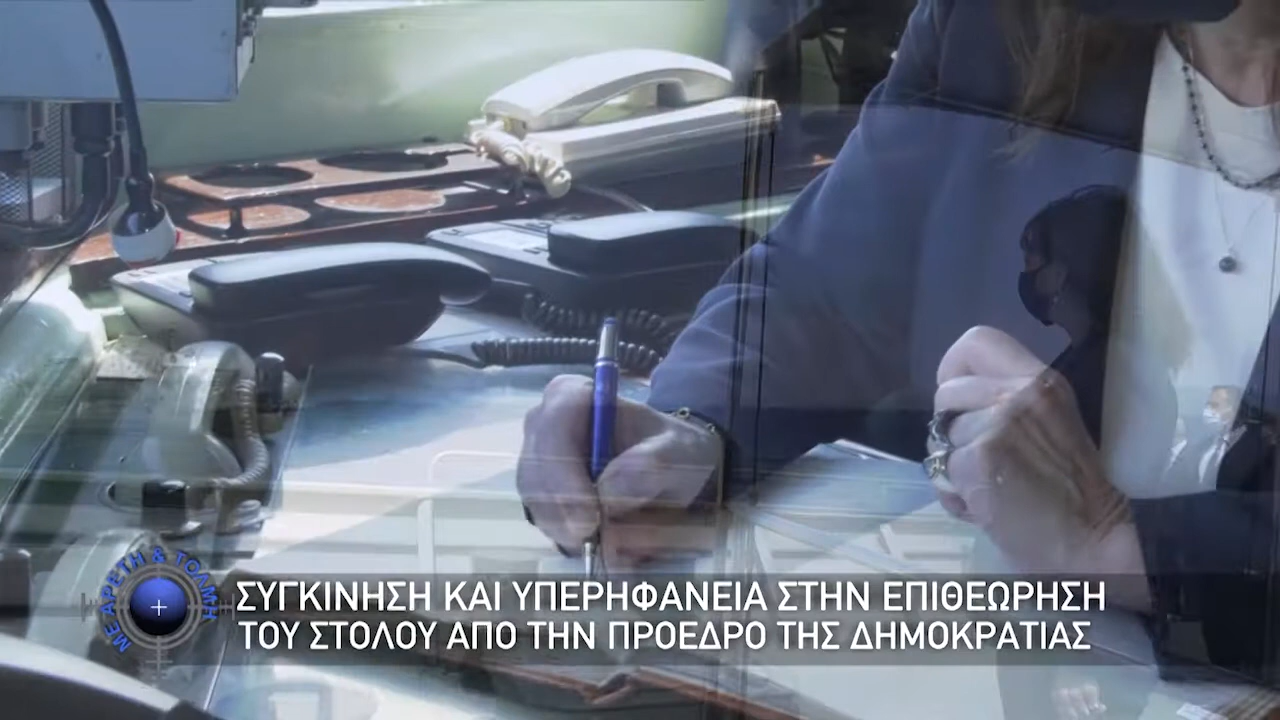 ΜΕ ΑΡΕΤΗ & ΤΟΛΜΗ
ΣΥΓΚΙΝΗΣΗ ΚΑΙ ΥΠΕΡΗΦΑΝΕΙΑ ΣΤΗΝ ΕΠΙΘΕΩΡΗΣΗ
ΤΟΥ ΣΤΟΛΟΥ ΑΠΟ ΤΗΝ ΠΡΟΕΔΡΟ ΤΗΣ ΔΗΜΟΚΡΑΤΙΑΣ